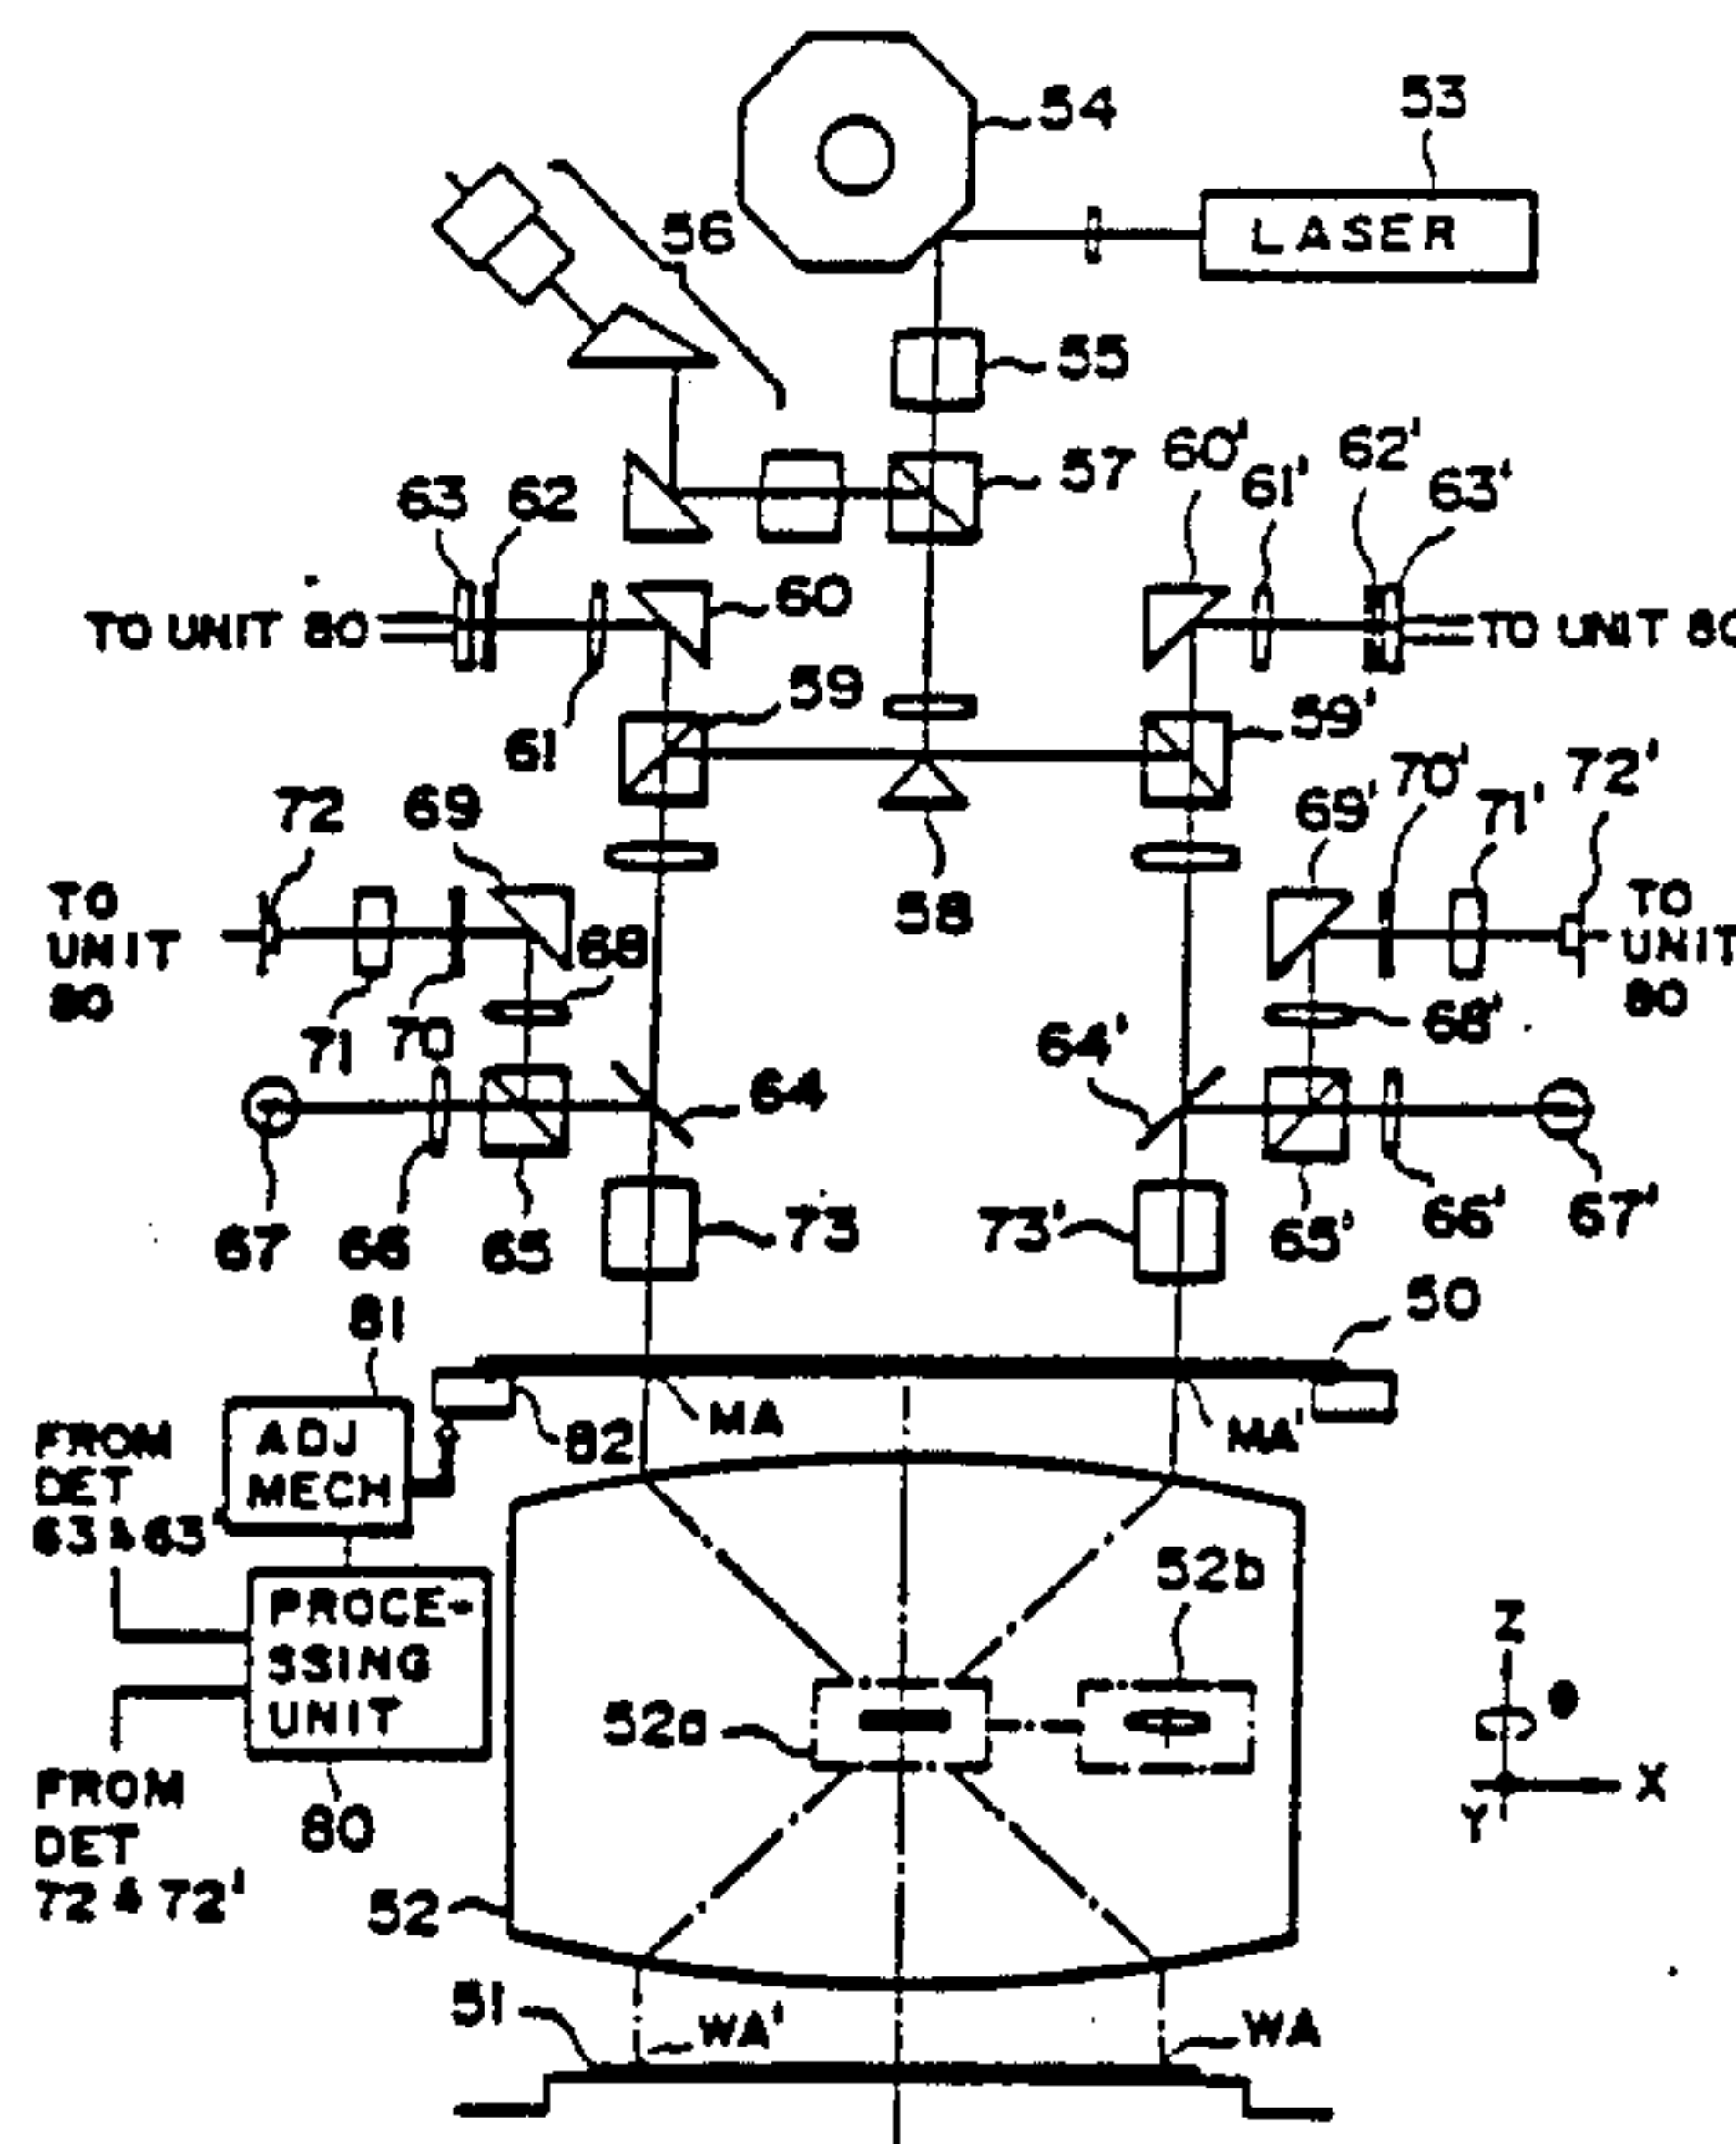 54
53
56
LASER
55
57
60'
61'
62'
63'
63
62
60
TO UNIT 80
TO UNIT 80
59
59'
61
72
69
69'
70'
71'
72'
58
TO
UNIT
80
68
TO
UNIT
80
71
70
64'
68'
64
67
66
65
73
73'
65'
66'
67'
81
50
ADJ
MECH
82
MA
MA'
FROM
DET
63&63'
52b
PROCE-
SSING
UNIT
52a
Z
θ
X
Y
FROM
DET
72&72'
80
52
51
WA'
WA